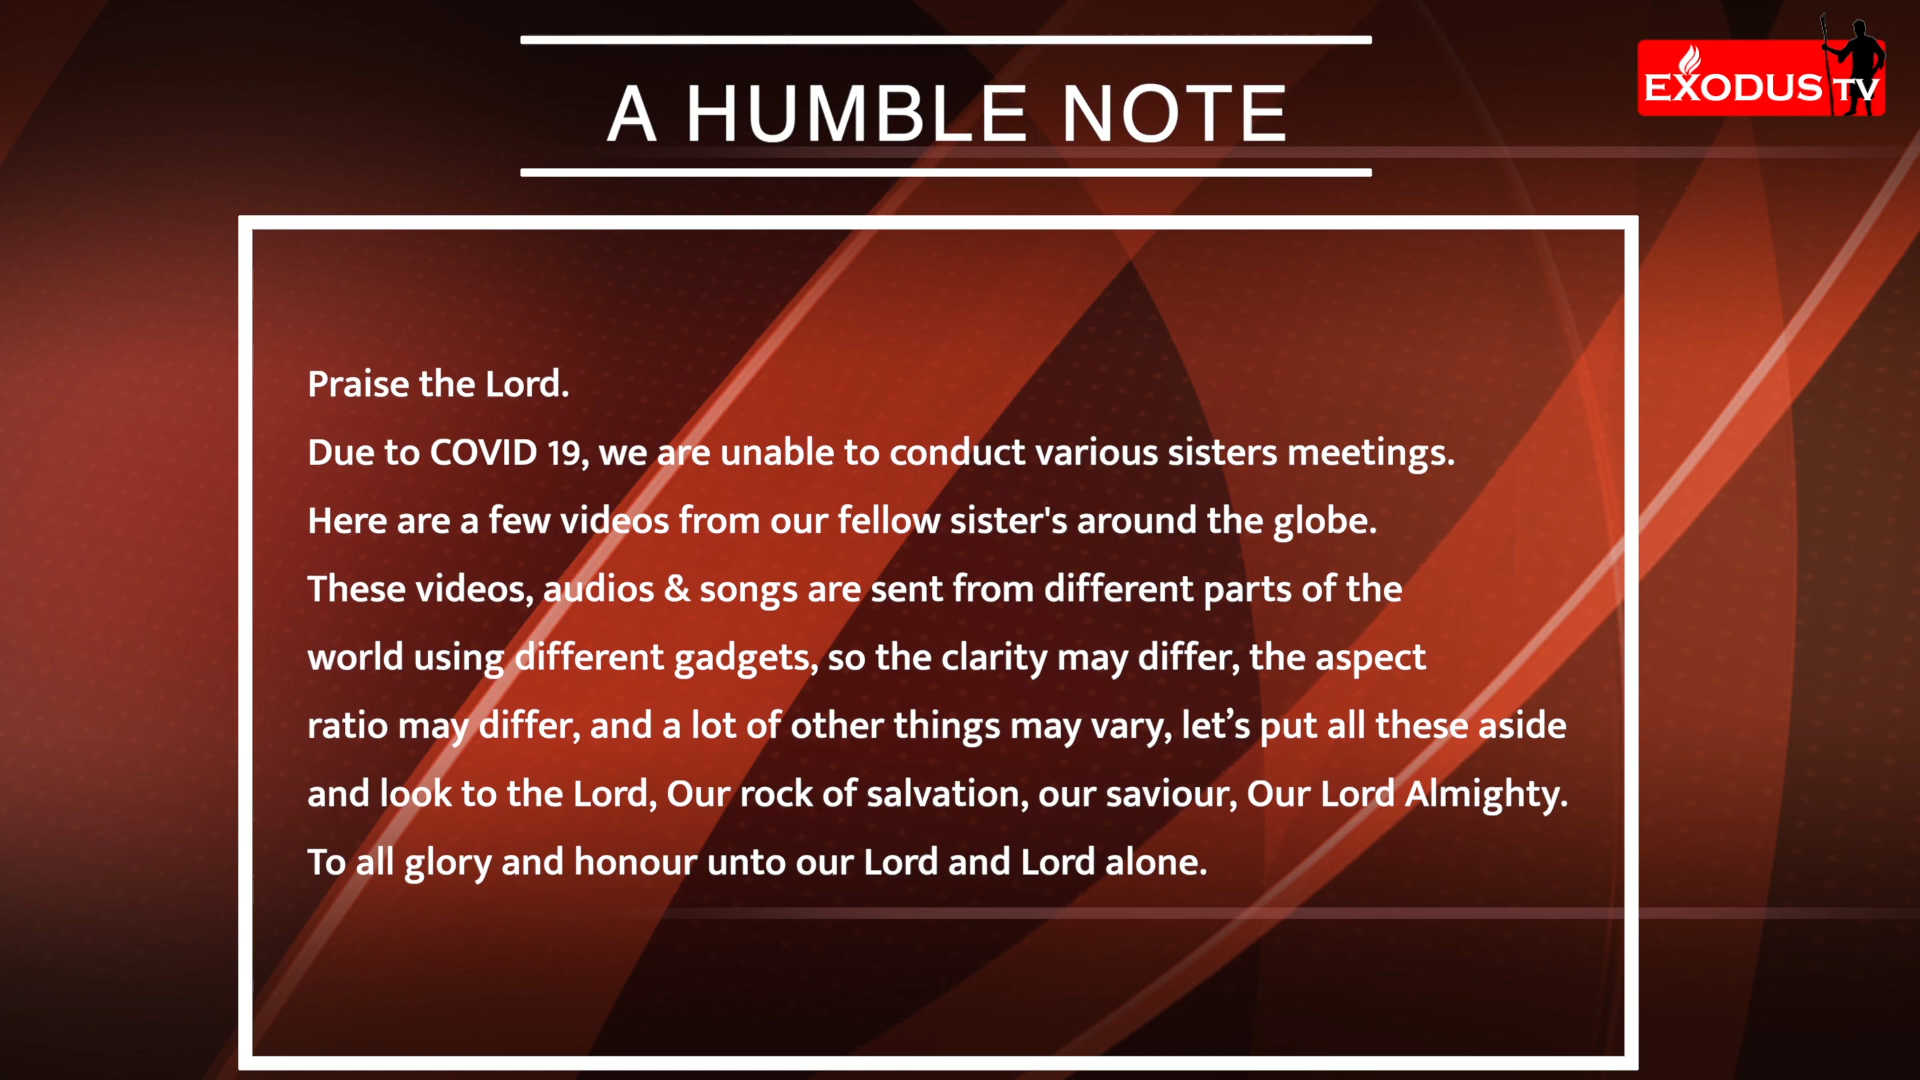 A HUMBLE NOTE
EXODUS TV
Praise the Lord.
Due to COVID 19, we are unable to conduct various sisters meetings.
Here are a few videos from our fellow sister's around the globe.
These videos, audios & songs are sent from different parts of the
world using different gadgets, so the clarity may differ, the aspect
ratio may differ, and a lot of other things may vary, let’s put all these aside
and look to the Lord, Our rock of salvation, our saviour, Our Lord Almighty.
To all glory and honour unto our Lord and Lord alone.